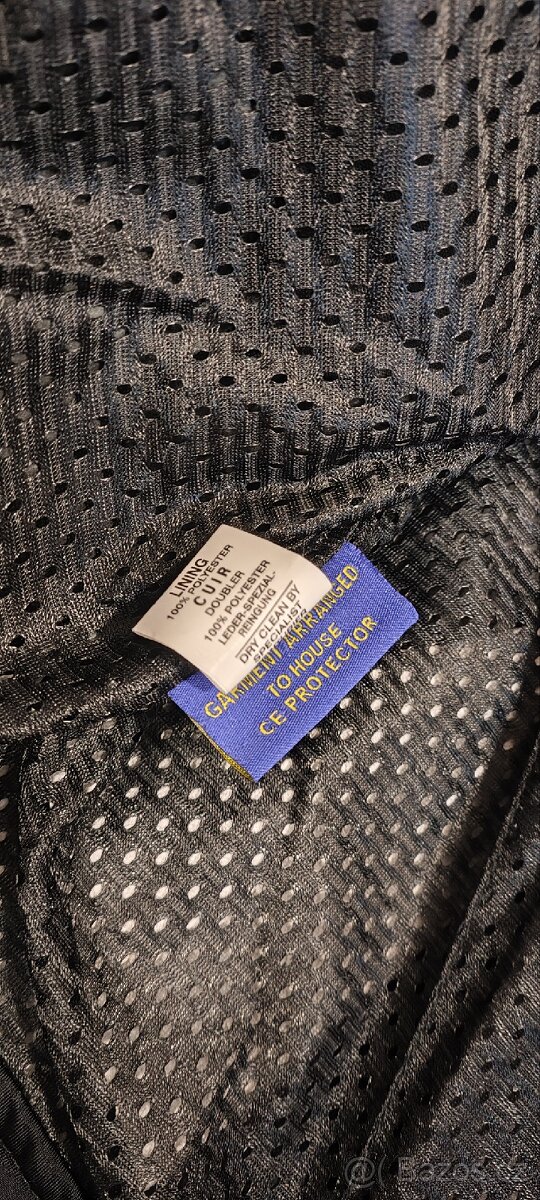 LINING
100% POLYESTER
CUIR
DOUBLER
100% POLYESTER
LEDER-SPEZIAL-
REINGUNG
DRY CLEAN BY
SPECIALIST
GARMENT ARRANGED
TO HOUSE
CE PROTECTOR
Bazos.cz